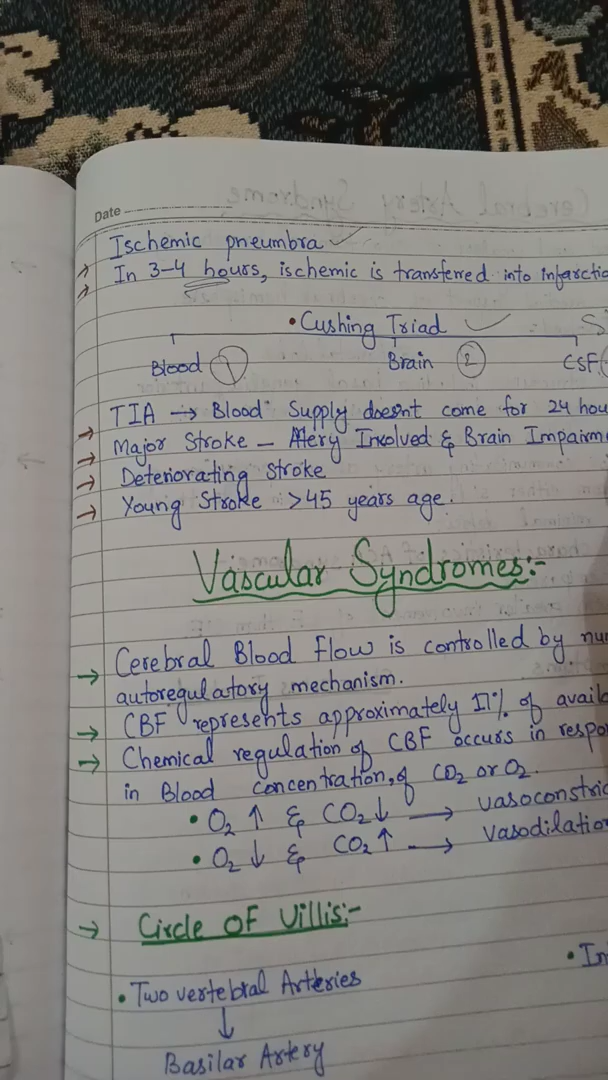 Date
Ischemic pneumbra
In 3-4 hours, ischemic is transferred into infarctio
• Cushing Triad
Blood 1 Brain 2 CSF
TIA → Blood Supply doesnt come for 24 hou
Major Stroke - Atery Involved & Brain Impairm
Deteriorating Stroke
Young Stroke >45 years age.
Vascular Syndromes:-
→ Cerebral Blood Flow is controlled by num
autoregulatory mechanism.
→ CBF represents approximately 17% of avail
→ Chemical regulation of CBF occurs in respo
in Blood concentration, of CO2 or O2.
• O2 ↑ & CO2 ↓ → vasoconstric
• O2 ↓ & CO2 ↑ → Vasodilation
→ Circle OF Villis:-
• Two vertebral Arteries
• In
↓
Basilar Artery